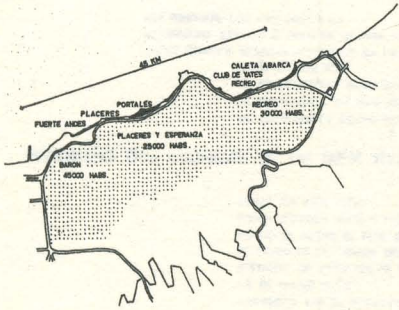 45 KM
CALETA ABARCA
CLUB DE YATES
RECREO
PORTALES
PLACERES
FUERTE ANDES
RECREO
30000 HABS.
PLACERES Y ESPERANZA
25000 HABS.
BARON
45000 HABS.